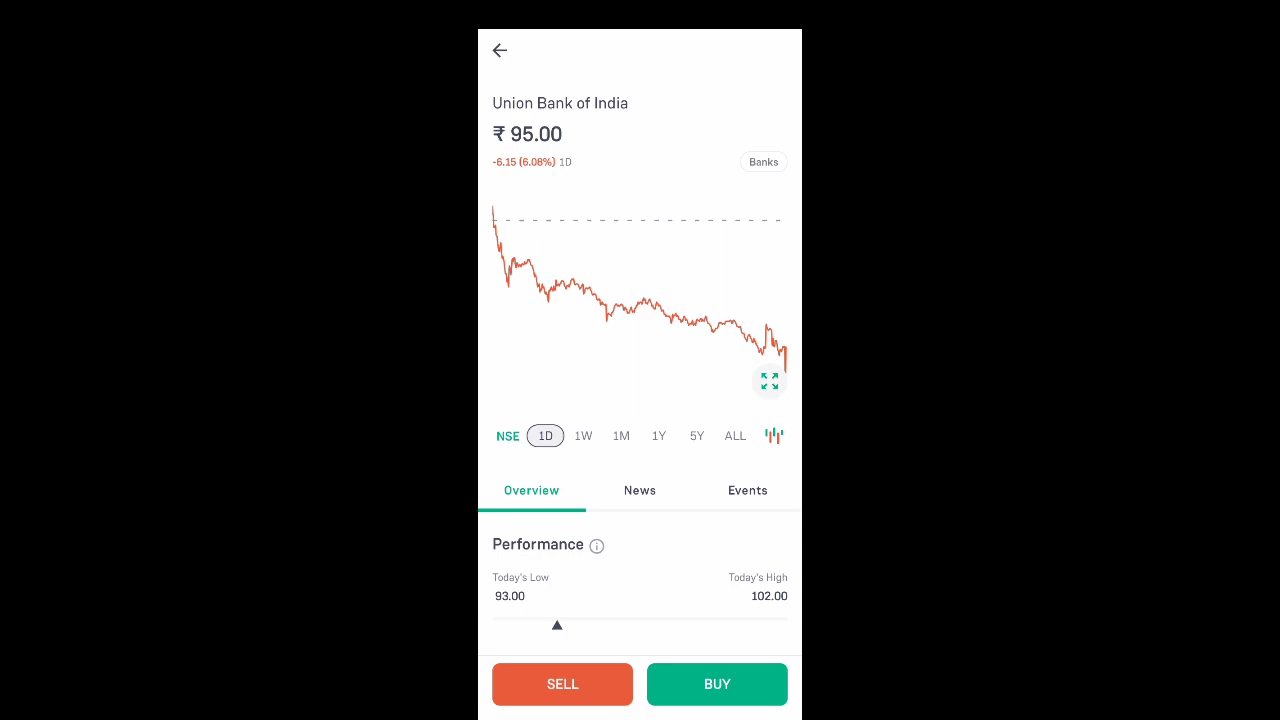 Union Bank of India
₹ 95.00
-6.15 (6.08%) 1D
Banks
NSE 1D 1W 1M 1Y 5Y ALL
Overview News Events
Performance
Today's Low Today's High
93.00 102.00
SELL BUY